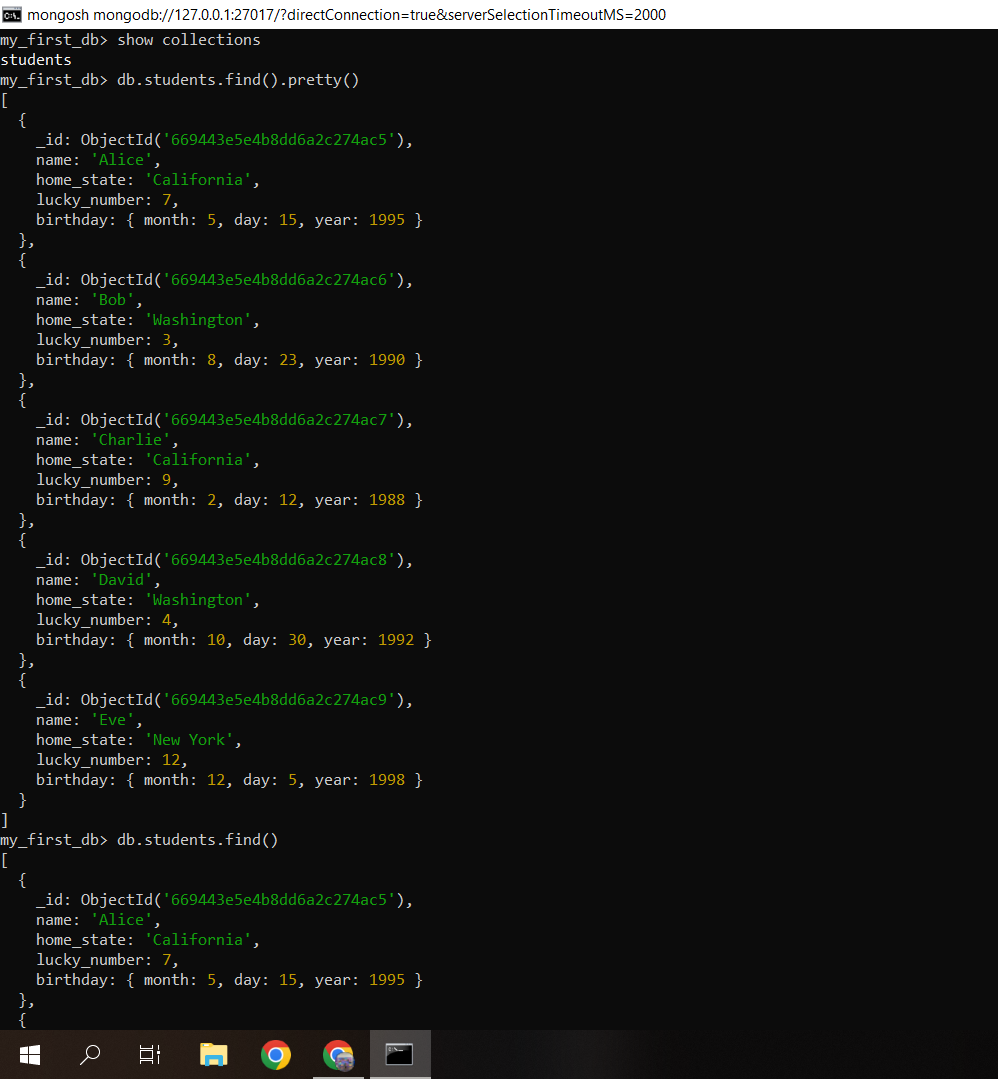 mongosh mongodb://127.0.0.1:27017/?directConnection=true&serverSelectionTimeoutMS=2000
my_first_db> show collections
students
my_first_db> db.students.find().pretty()
[
  {
    _id: ObjectId('669443e5e4b8dd6a2c274ac5'),
    name: 'Alice',
    home_state: 'California',
    lucky_number: 7,
    birthday: { month: 5, day: 15, year: 1995 }
  },
  {
    _id: ObjectId('669443e5e4b8dd6a2c274ac6'),
    name: 'Bob',
    home_state: 'Washington',
    lucky_number: 3,
    birthday: { month: 8, day: 23, year: 1990 }
  },
  {
    _id: ObjectId('669443e5e4b8dd6a2c274ac7'),
    name: 'Charlie',
    home_state: 'California',
    lucky_number: 9,
    birthday: { month: 2, day: 12, year: 1988 }
  },
  {
    _id: ObjectId('669443e5e4b8dd6a2c274ac8'),
    name: 'David',
    home_state: 'Washington',
    lucky_number: 4,
    birthday: { month: 10, day: 30, year: 1992 }
  },
  {
    _id: ObjectId('669443e5e4b8dd6a2c274ac9'),
    name: 'Eve',
    home_state: 'New York',
    lucky_number: 12,
    birthday: { month: 12, day: 5, year: 1998 }
  }
]
my_first_db> db.students.find()
[
  {
    _id: ObjectId('669443e5e4b8dd6a2c274ac5'),
    name: 'Alice',
    home_state: 'California',
    lucky_number: 7,
    birthday: { month: 5, day: 15, year: 1995 }
  },
  {